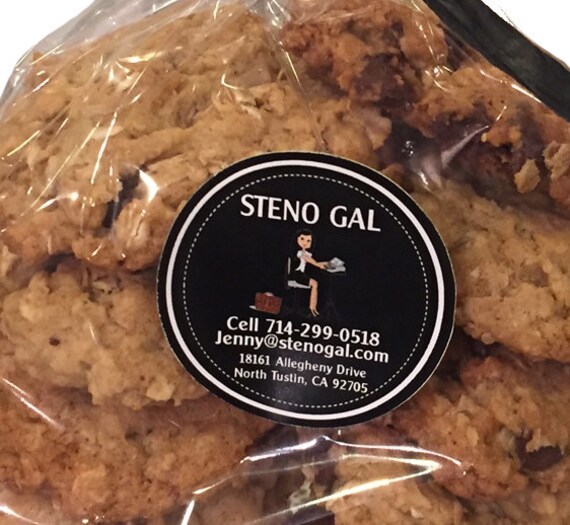 STENO GAL
Cell 714-299-0518
Jenny@stenogal.com
18161 Allegheny Drive
North Tustin, CA 92705